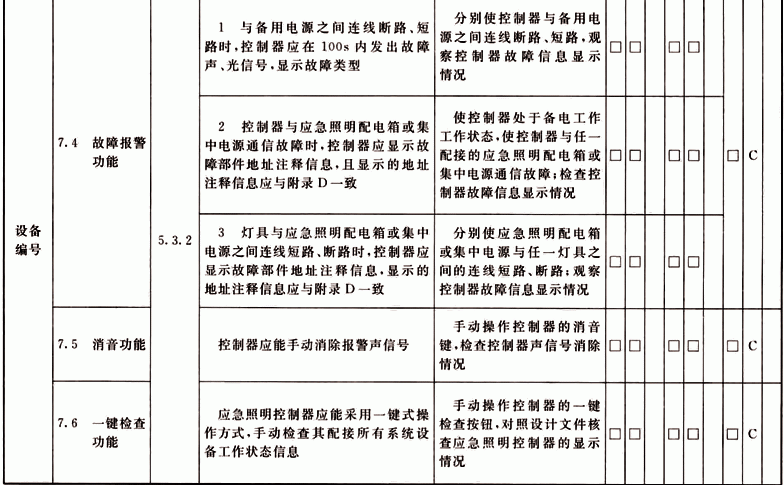 设备
编号
7.4 故障报警
功能
5.3.2
1 与备用电源之间连线断路、短
路时,控制器应在100s内发出故障
声、光信号,显示故障类型
分别使控制器与备用电
源之间连线断路、短路,观
察控制器故障信息显示
情况
□ □ □ □
2 控制器与应急照明配电箱或集
中电源通信故障时,控制器应显示故
障部件地址注释信息,且显示的地址
注释信息应与附录D一致
使控制器处于备电工作
工作状态,使控制器与任一
配接的应急照明配电箱或
集中电源通信故障;检查控
制器故障信息显示情况
□ □ □ □ □ C
3 灯具与应急照明配电箱或集中
电源之间连线短路、断路时,控制器应
显示故障部件地址注释信息,显示的地
址注释信息应与附录D一致
分别使应急照明配电箱
或集中电源与任一灯具之
间的连线短路、断路;观察
控制器故障信息显示情况
□ □ □ □
7.5 消音功能
控制器应能手动消除报警声信号
手动操作控制器的消音
键,检查控制器声信号消除
情况
□ □ □ □ □ C
7.6 一键检查
功能
应急照明控制器应能采用一键式操
作方式,手动检查其配接所有系统设
备工作状态信息
手动操作控制器的一键
检查按钮,对照设计文件核
查应急照明控制器的显示
情况
□ □ □ □ □ C